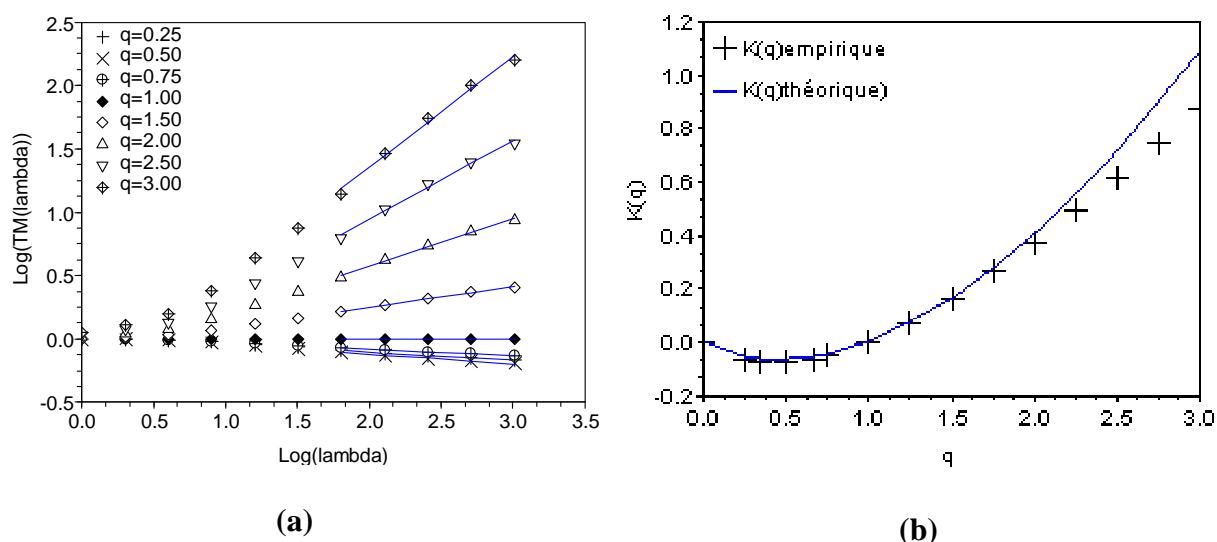 2.5
2.0
1.5
1.0
0.5
0.0
-0.5
Log(TM(lambda))
q=0.25
q=0.50
q=0.75
q=1.00
q=1.50
q=2.00
q=2.50
q=3.00
0.0 0.5 1.0 1.5 2.0 2.5 3.0 3.5
Log(lambda)
(a)
1.2
1.0
0.8
0.6
0.4
0.2
0.0
-0.2
K(q)
K(q)empirique
K(q)théorique)
0.0 0.5 1.0 1.5 2.0 2.5 3.0
q
(b)